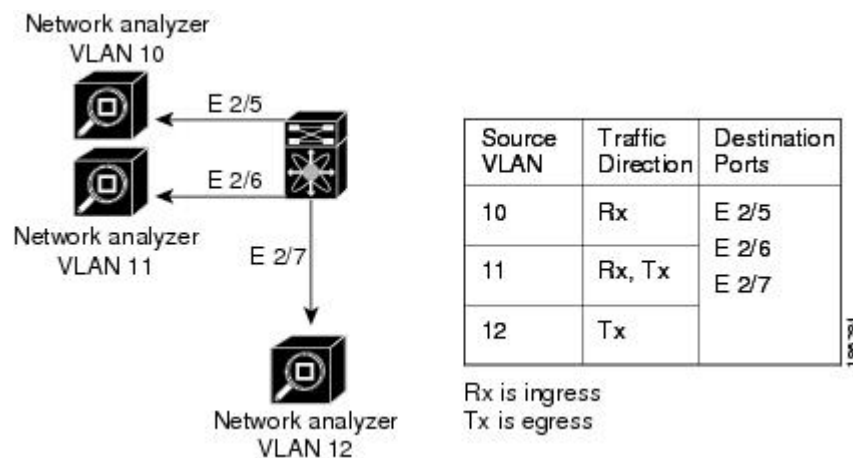 Network analyzer
VLAN 10
E 2/5
E 2/6
Network analyzer
VLAN 11
E 2/7
Network analyzer
VLAN 12
Source VLAN Traffic Direction Destination Ports
10 Rx E 2/5
E 2/6
11 Rx, Tx E 2/7
12 Tx
Rx is ingress
Tx is egress